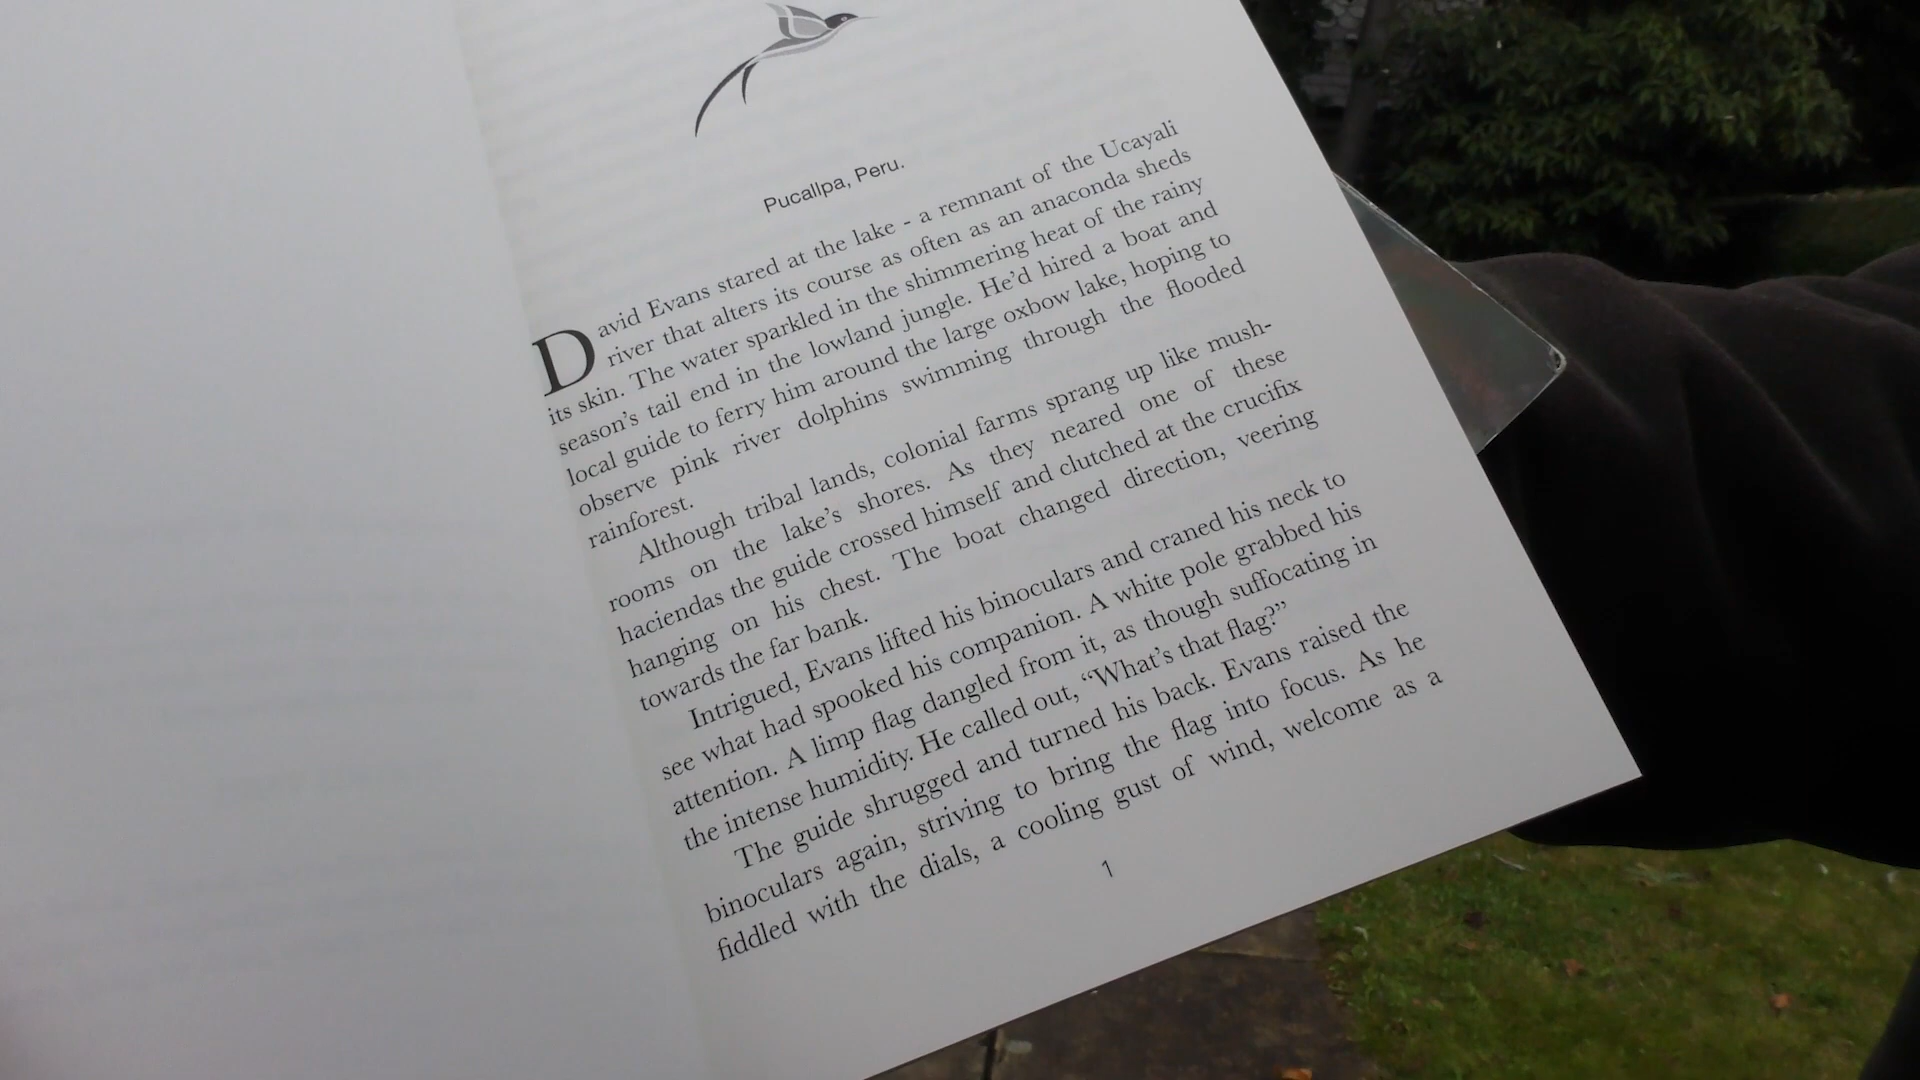 Pucallpa, Peru.
David Evans stared at the lake - a remnant of the Ucayali
river that alters its course as often as an anaconda sheds
its skin. The water sparkled in the shimmering heat of the rainy
season's tail end in the lowland jungle. He'd hired a boat and
local guide to ferry him around the large oxbow lake, hoping to
observe pink river dolphins swimming through the flooded
rainforest.
Although tribal lands, colonial farms sprang up like mush-
rooms on the lake's shores. As they neared one of these
haciendas the guide crossed himself and clutched at the crucifix
hanging on his chest. The boat changed direction, veering
towards the far bank.
Intrigued, Evans lifted his binoculars and craned his neck to
see what had spooked his companion. A white pole grabbed his
attention. A limp flag dangled from it, as though suffocating in
the intense humidity. He called out, “What's that flag?”
The guide shrugged and turned his back. Evans raised the
binoculars again, striving to bring the flag into focus. As he
fiddled with the dials, a cooling gust of wind, welcome as a
1